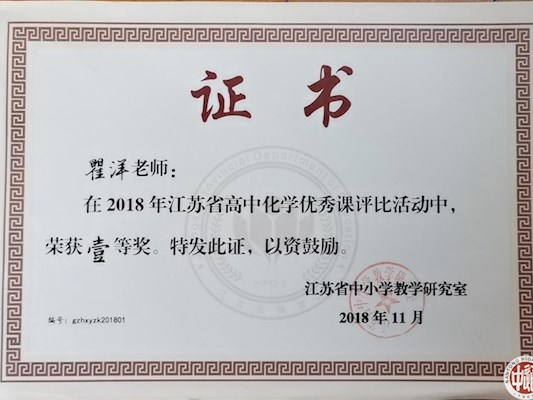 证书
瞿洋老师：
在2018年江苏省高中化学优秀课评比活动中，
荣获壹等奖。特发此证，以资鼓励。
江苏省中小学教学研究室
2018年11月
编号：gzhxyzk201801